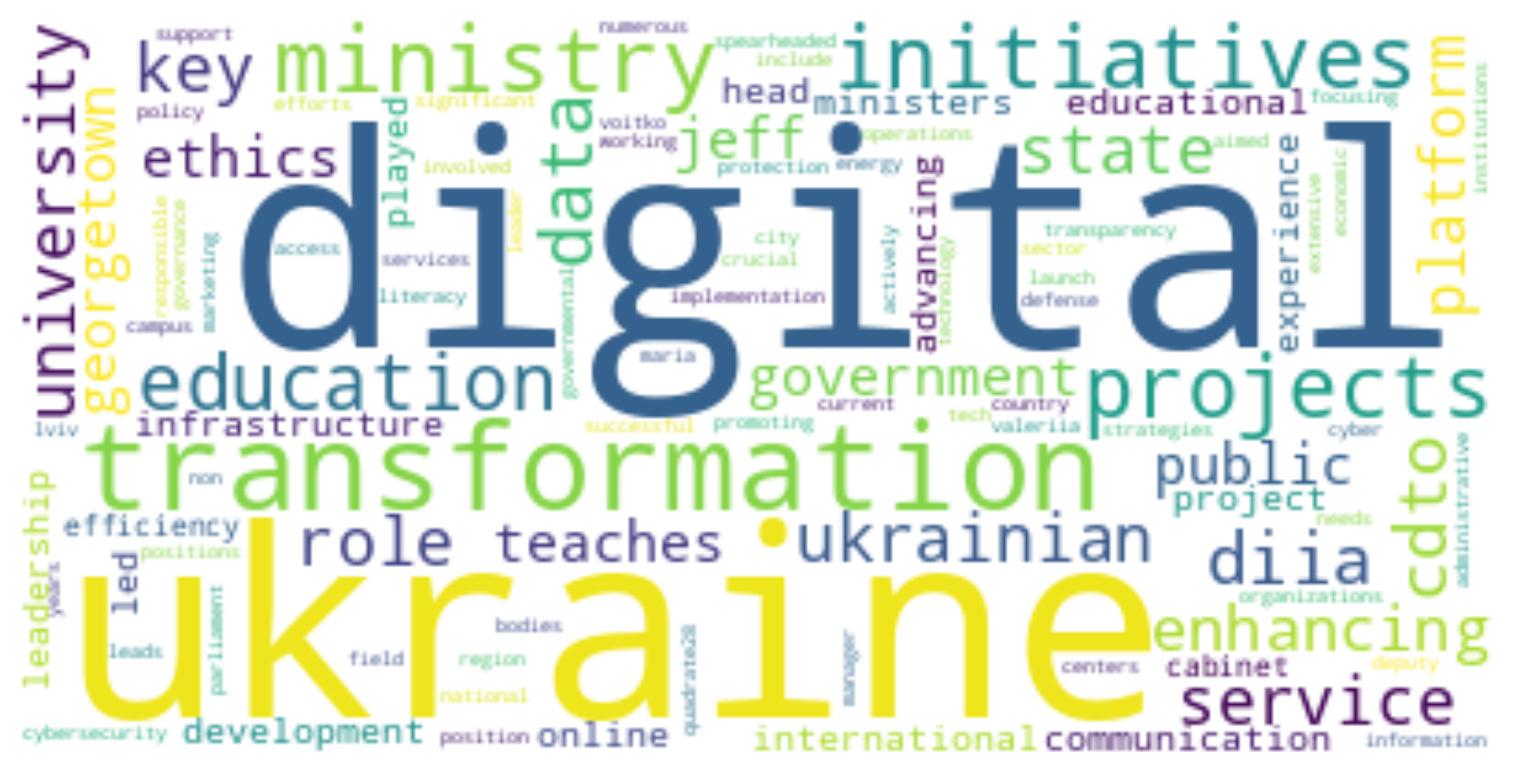 support
numerous
key
ministry
spearheaded
include
initiatives
platform
university
policy
efforts
significant
head
ministers
educational
focusing
institutions
georgetown
ethics
played
involved
data
voitko
working
jeff
protection
operations
energy
state
aimed
digital
responsible
governance
marketing
access
services
leader
literacy
city
crucial
implementation
actively
advancing
technology
transparency
sector
launch
defense
experience
extensive
economic
campus
governmental
maria
education
government
projects
infrastructure
successful
promoting
current
tech
country
valeriia
strategies
cyber
lviv
transformation
non
public
project
cdto
administrative
leadership
efficiency
positions
role
teaches
ukrainian
diia
needs
organizations
years
led
ukraine
enhancing
leads
parliament
field
bodies
region
national
quadrate28
manager
centers
cabinet
deputy
service
cybersecurity
development
position
online
international
communication
information